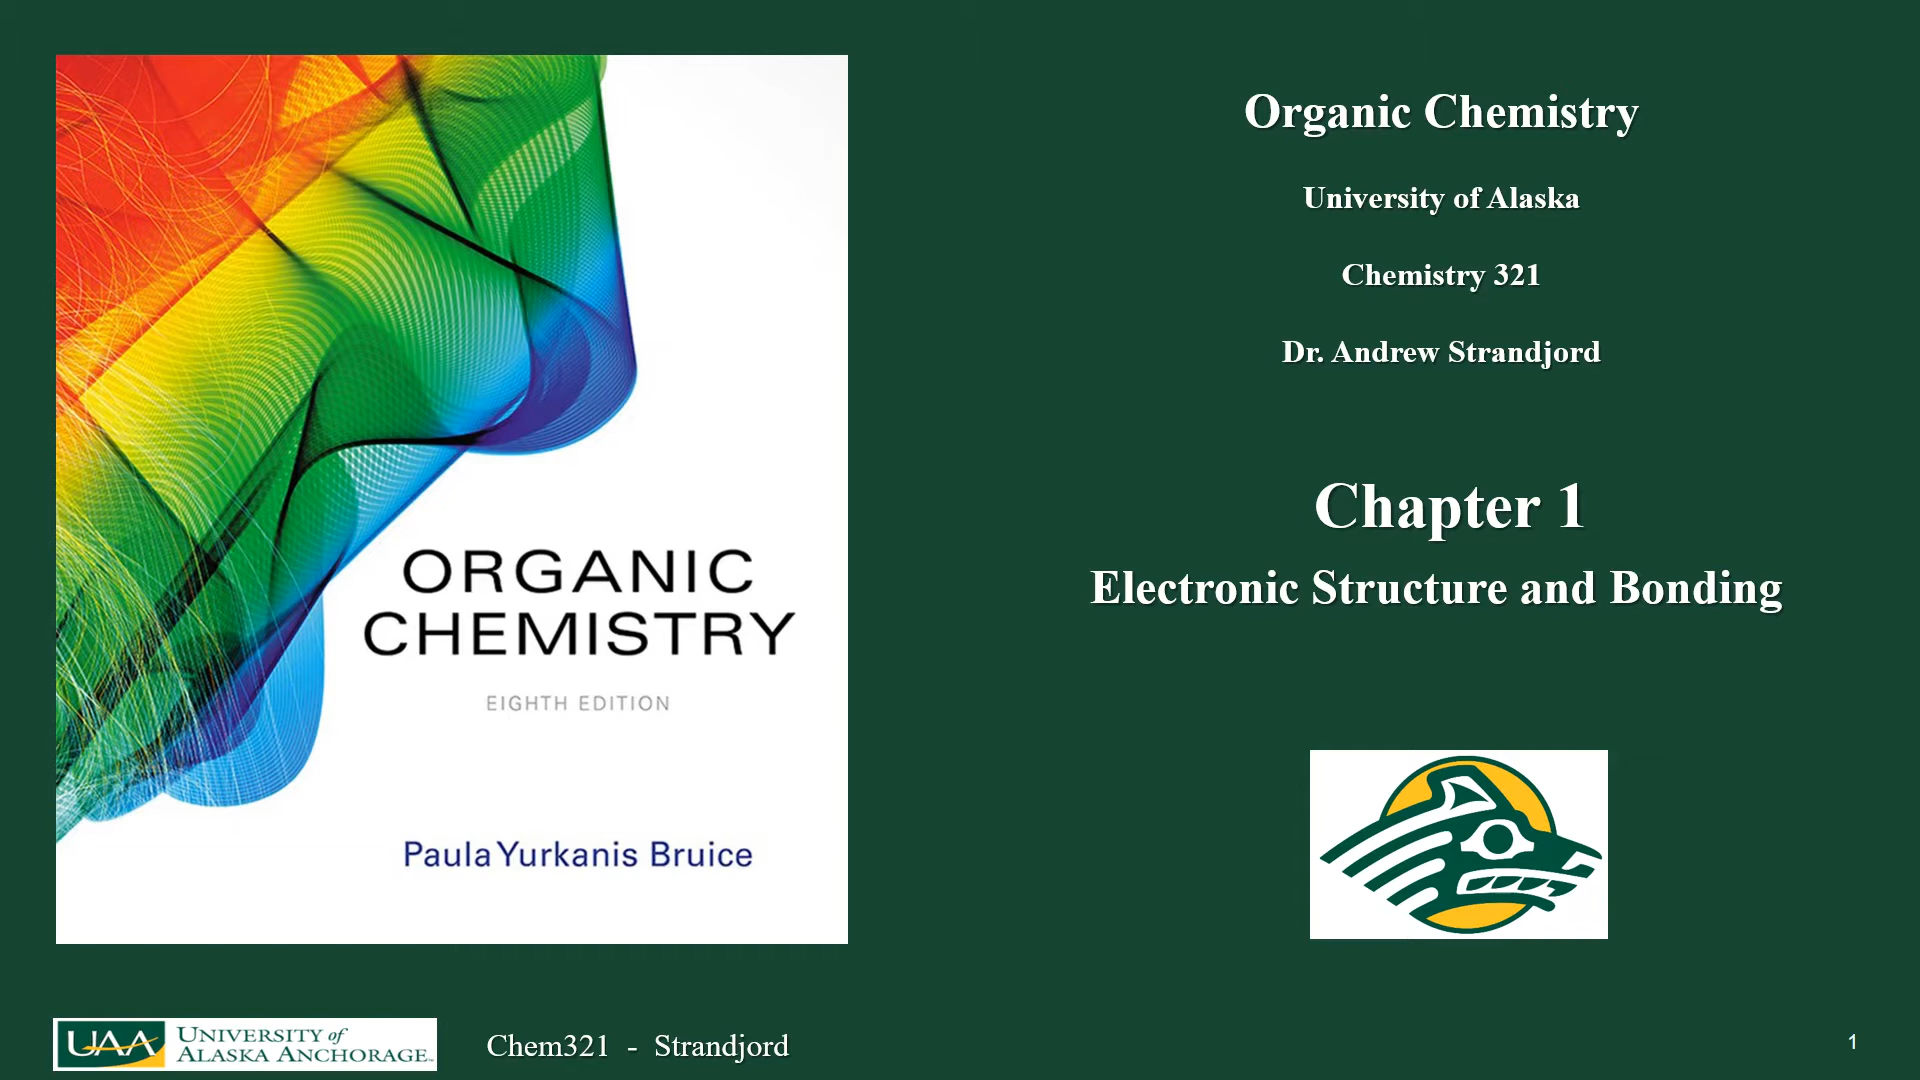 ORGANIC
CHEMISTRY
EIGHTH EDITION
Paula Yurkanis Bruice
Organic Chemistry
University of Alaska
Chemistry 321
Dr. Andrew Strandjord
Chapter 1
Electronic Structure and Bonding
UAA
UNIVERSITY of
ALASKA ANCHORAGE
Chem321 - Strandjord
1